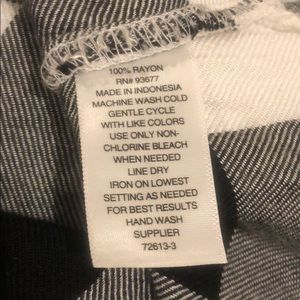 100% RAYON
RN# 93677
MADE IN INDONESIA
MACHINE WASH COLD
GENTLE CYCLE
WITH LIKE COLORS
USE ONLY NON-
CHLORINE BLEACH
WHEN NEEDED
LINE DRY
IRON ON LOWEST
SETTING AS NEEDED
FOR BEST RESULTS
HAND WASH
SUPPLIER
72613-3